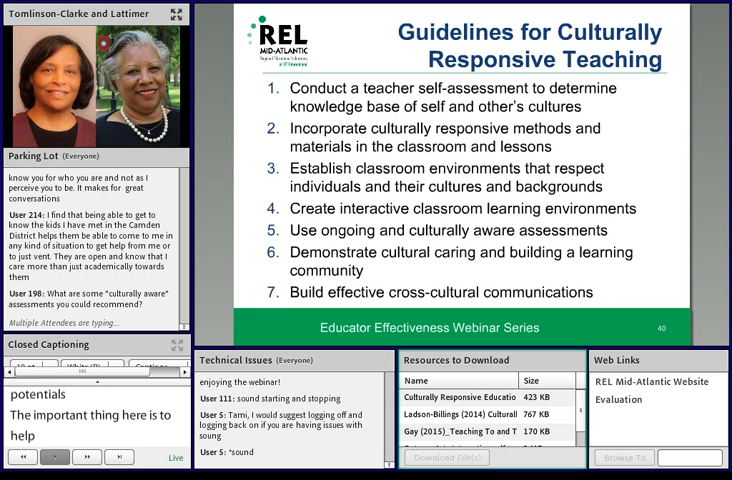 Tomlinson-Clarke and Lattimer
Parking Lot (Everyone)
know you for who you are and not as I
perceive you to be. It makes for great
conversations
User 214: I find that being able to get to
know the kids I have met in the Camden
District helps them be able to come to me in
any kind of situation to get help from me or
to just vent. They are open and know that I
care more than just academically towards
them
User 198: What are some "culturally aware"
assessments you could recommend?
Multiple Attendees are typing...
Closed Captioning
potentials
The important thing here is to
help
Live
REL
MID-ATLANTIC
Guidelines for Culturally
Responsive Teaching
1. Conduct a teacher self-assessment to determine
knowledge base of self and other's cultures
2. Incorporate culturally responsive methods and
materials in the classroom and lessons
3. Establish classroom environments that respect
individuals and their cultures and backgrounds
4. Create interactive classroom learning environments
5. Use ongoing and culturally aware assessments
6. Demonstrate cultural caring and building a learning
community
7. Build effective cross-cultural communications
Educator Effectiveness Webinar Series
40
Technical Issues (Everyone)
enjoying the webinar!
User 111: sound starting and stopping
User 5: Tami, I would suggest logging off and
logging back on if you are having issues with
soung
User 5: *sound
Resources to Download
Name Size
Culturally Responsive Educatio 423 KB
Ladson-Billings (2014) Culturall 767 KB
Gay (2015)_Teaching To and T 170 KB
Download File(s)
Web Links
REL Mid-Atlantic Website
Evaluation
Browse To